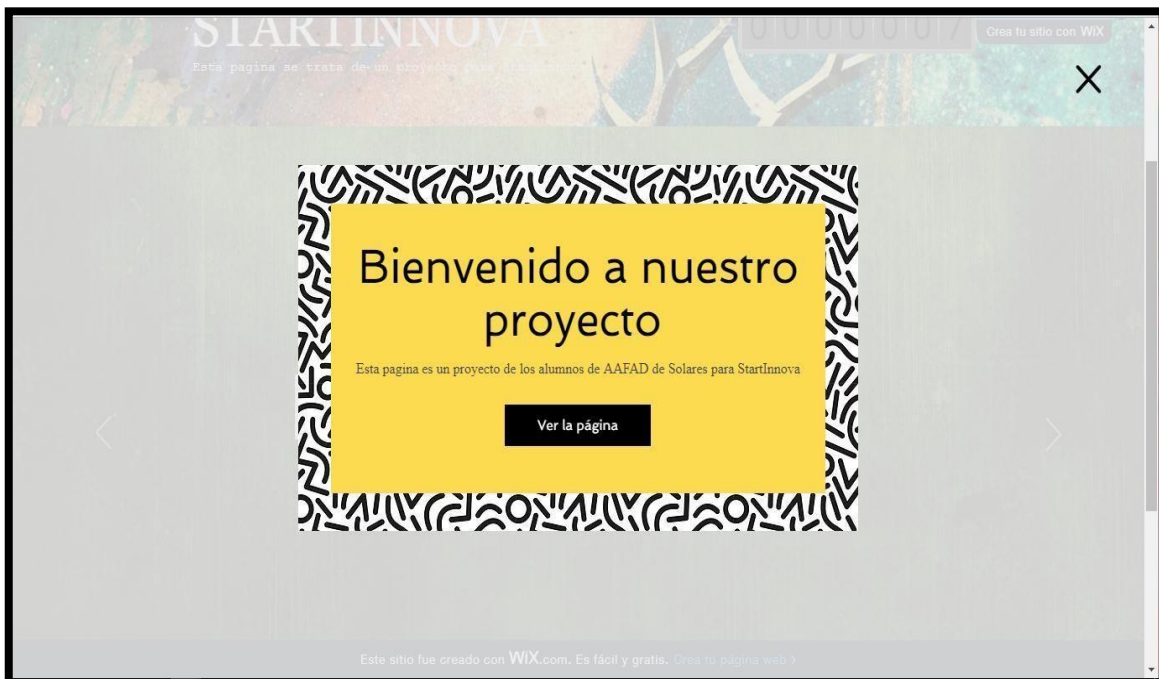 STARTINNOVA
Esta pagina se trata de un proyecto para
0000007
Crea tu sitio con WiX
Bienvenido a nuestro
proyecto
Esta pagina es un proyecto de los alumnos de AAFAD de Solares para StartInnova
Ver la página
Este sitio fue creado con WiX.com. Es fácil y gratis. Crea tu página web >